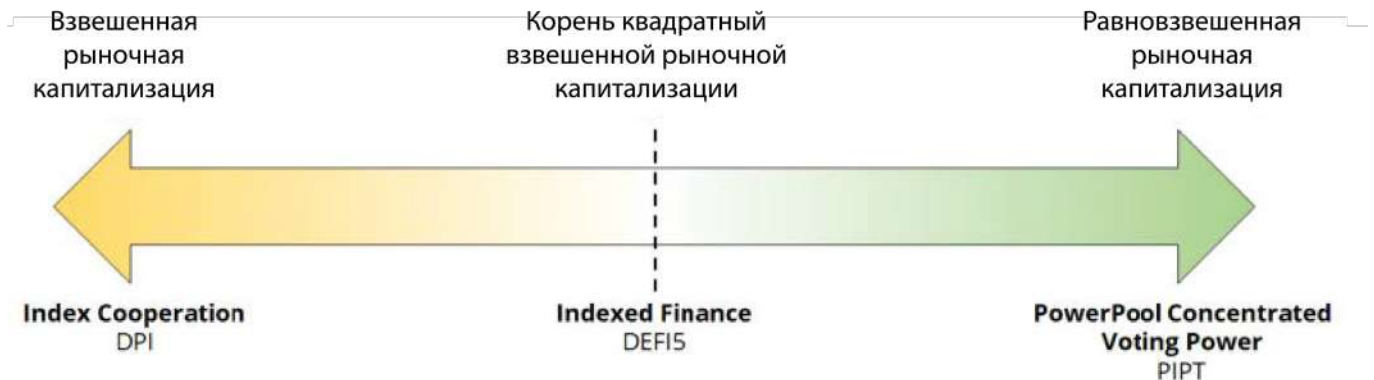 Взвешенная
рыночная
капитализация
Корень квадратный
взвешенной рыночной
капитализации
Равновзвешенная
рыночная
капитализация
Index Cooperation
DPI
Indexed Finance
DEFI5
PowerPool Concentrated
Voting Power
PIPT